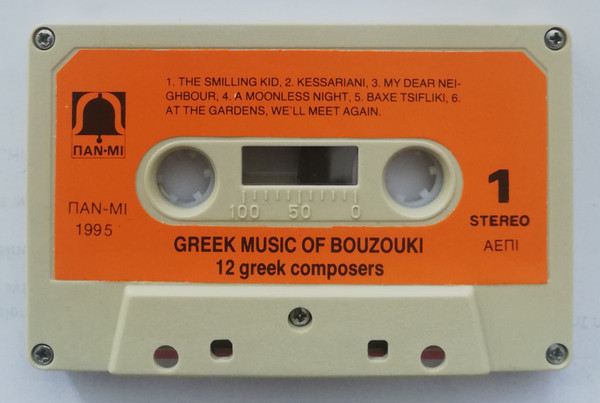 1. THE SMILLING KID, 2. KESSARIANI, 3. MY DEAR NEI-
GHBOUR, 4. A MOONLESS NIGHT, 5. BAXE TSIFLIKI, 6.
AT THE GARDENS, WE'LL MEET AGAIN.
ΠΑΝ·ΜΙ
ΠΑΝ-ΜΙ
1995
100 50 0
1
STEREO
ΑΕΠΙ
GREEK MUSIC OF BOUZOUKI
12 greek composers